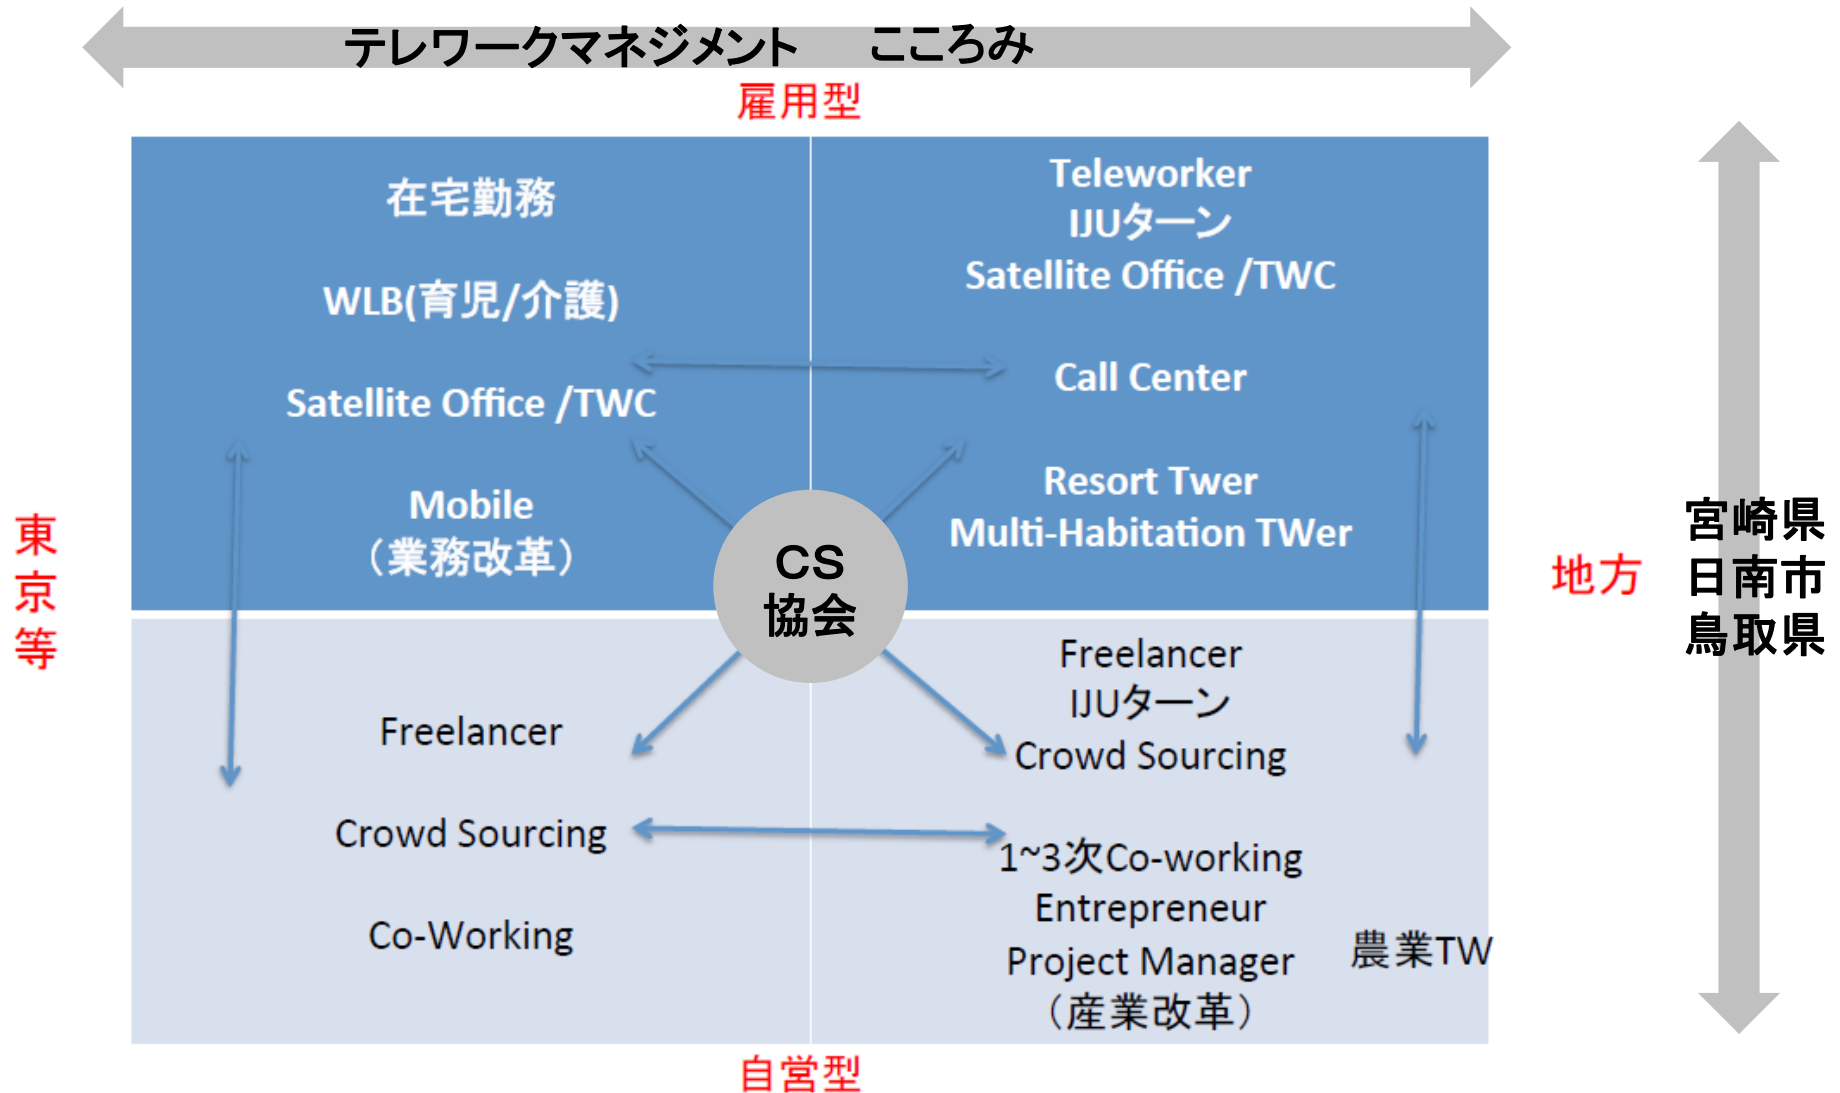 テレワークマネジメント　こころみ
雇用型
在宅勤務
WLB(育児/介護)
Satellite Office /TWC
Mobile
（業務改革）
Teleworker
IJUターン
Satellite Office /TWC
Call Center
Resort Twer
Multi-Habitation TWer
東
京
等
CS
協会
地方
宮崎県
日南市
鳥取県
Freelancer
Crowd Sourcing
Co-Working
Freelancer
IJUターン
Crowd Sourcing
1~3次Co-working
Entrepreneur
Project Manager
（産業改革）
農業TW
自営型